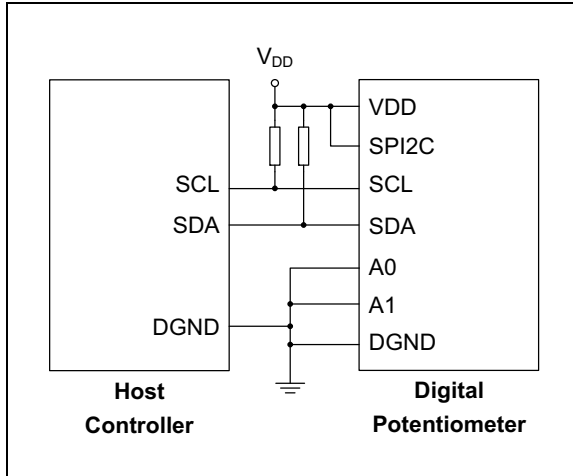 VDD
VDD
SPI2C
SCL
SCL
SDA
SDA
A0
A1
DGND
DGND
Host
Controller
Digital
Potentiometer